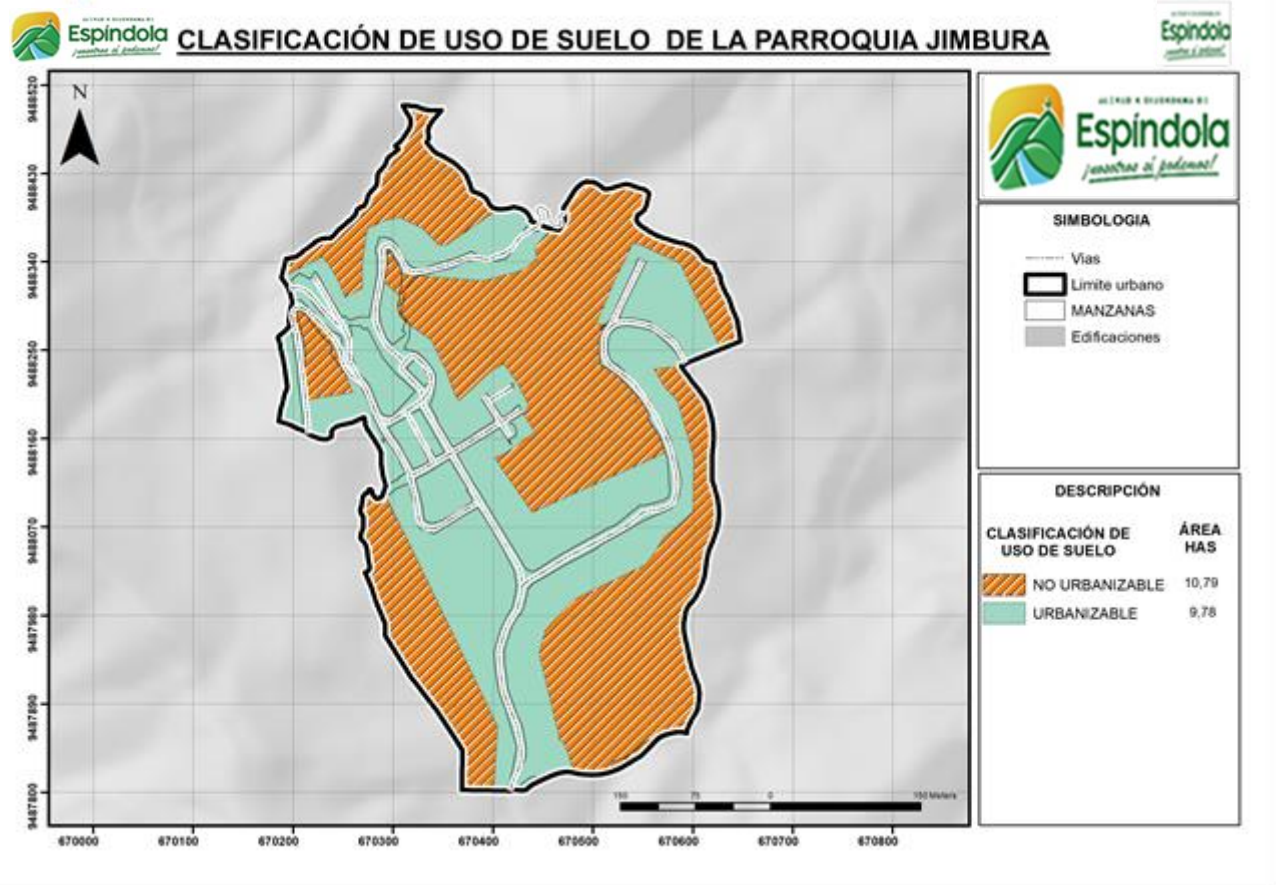 Espíndola
¡nosotros sí podemos!
CLASIFICACIÓN DE USO DE SUELO DE LA PARROQUIA JIMBURA
Espíndola
N
9488520
9488430
9488340
9488250
9488160
9488070
9487980
9487890
9487800
150 75 0 150 Meters
670000 670100 670200 670300 670400 670500 670600 670700 670800
Espíndola
¡nosotros sí podemos!
SIMBOLOGIA
Vias
Limite urbano
MANZANAS
Edificaciones
DESCRIPCIÓN
CLASIFICACIÓN DE
USO DE SUELO
ÁREA
HAS
NO URBANIZABLE 10,79
URBANIZABLE 9,78